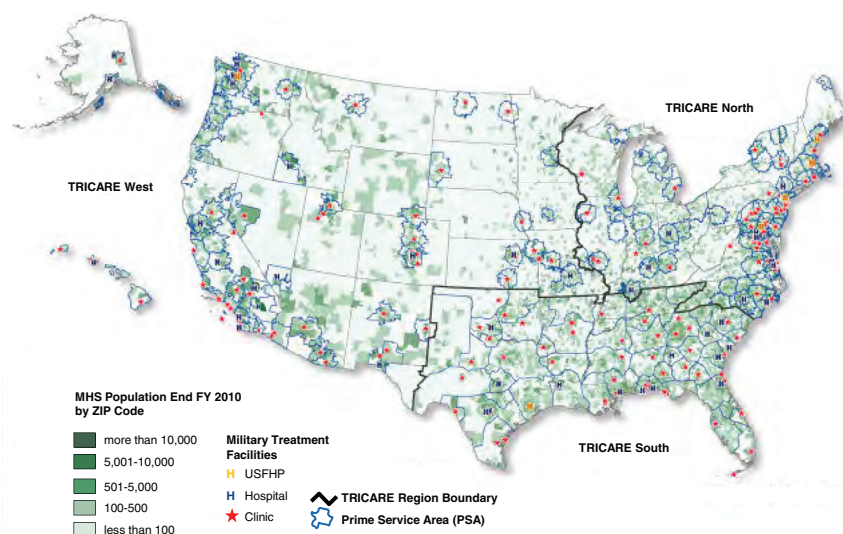 TRICARE North
TRICARE West
MHS Population End FY 2010
by ZIP Code
more than 10,000
5,001-10,000
501-5,000
100-500
less than 100
Military Treatment
Facilities
H USFHP
H Hospital
Clinic
TRICARE South
TRICARE Region Boundary
Prime Service Area (PSA)